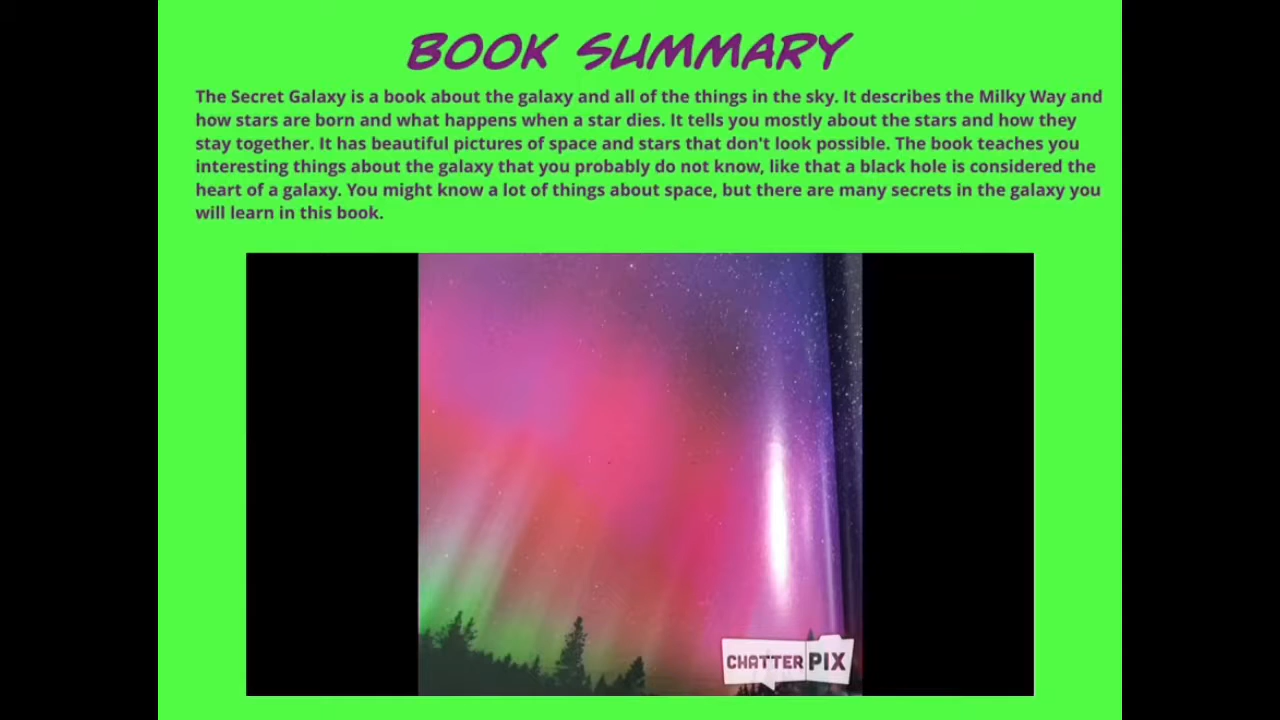 BOOK SUMMARY
The Secret Galaxy is a book about the galaxy and all of the things in the sky. It describes the Milky Way and
how stars are born and what happens when a star dies. It tells you mostly about the stars and how they
stay together. It has beautiful pictures of space and stars that don't look possible. The book teaches you
interesting things about the galaxy that you probably do not know, like that a black hole is considered the
heart of a galaxy. You might know a lot of things about space, but there are many secrets in the galaxy you
will learn in this book.
CHATTERPIX